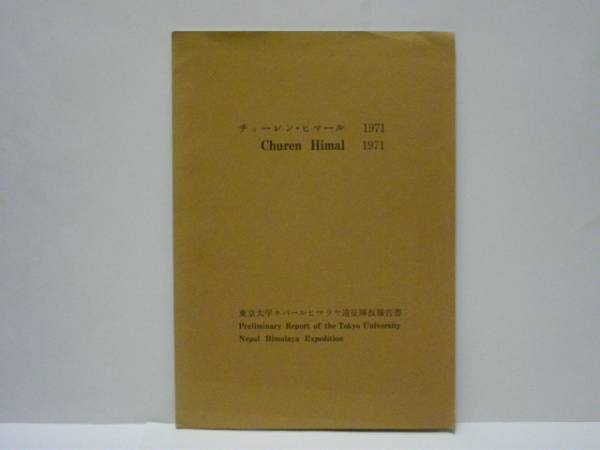 チューレン・ヒマール 1971
Churen Himal 1971
東京大学ネパールヒマラヤ遠征隊仮報告書
Preliminary Report of the Tokyo University
Nepal Himalaya Expedition